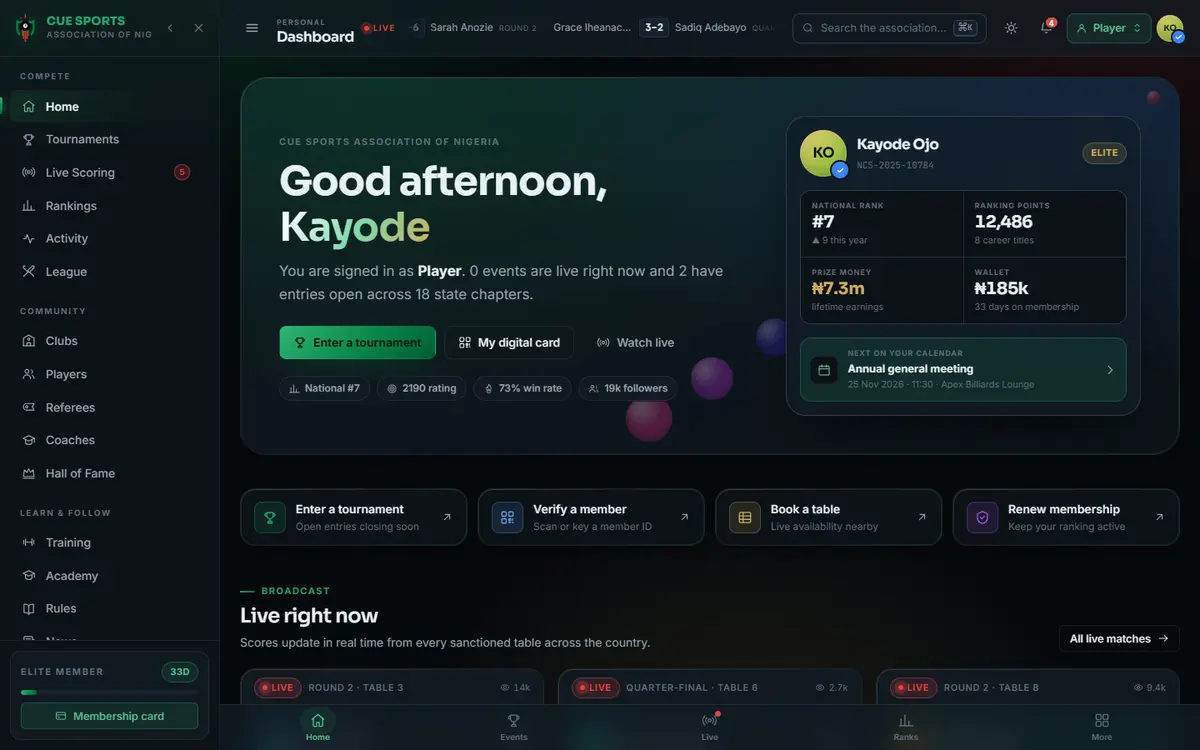 CUE SPORTS
ASSOCIATION OF NIG
COMPETE
Home
Tournaments
Live Scoring
5
Rankings
Activity
League
COMMUNITY
Clubs
Players
Referees
Coaches
Hall of Fame
LEARN & FOLLOW
Training
Academy
Rules
ELITE MEMBER
33D
Membership card
PERSONAL
Dashboard
LIVE
-6 Sarah Anozie ROUND 2 Grace Iheanac... 3–2 Sadiq Adebayo QUA
Search the association... ⌘K
4
Player
KO
CUE SPORTS ASSOCIATION OF NIGERIA
Good afternoon,
Kayode
You are signed in as Player. 0 events are live right now and 2 have
entries open across 18 state chapters.
Enter a tournament
My digital card
Watch live
National #7
2190 rating
73% win rate
19k followers
KO
Kayode Ojo
NCS-2025-10784
ELITE
NATIONAL RANK
#7
▲ 9 this year
RANKING POINTS
12,486
8 career titles
PRIZE MONEY
₦7.3m
lifetime earnings
WALLET
₦185k
33 days on membership
NEXT ON YOUR CALENDAR
Annual general meeting
25 Nov 2026 · 11:30 · Apex Billiards Lounge
Enter a tournament
Open entries closing soon
Verify a member
Scan or key a member ID
Book a table
Live availability nearby
Renew membership
Keep your ranking active
BROADCAST
Live right now
Scores update in real time from every sanctioned table across the country.
All live matches →
LIVE ROUND 2 · TABLE 3 14k
LIVE QUARTER-FINAL · TABLE 6 2.7k
LIVE ROUND 2 · TABLE 8 9.4k
Home
Events
Live
Ranks
More